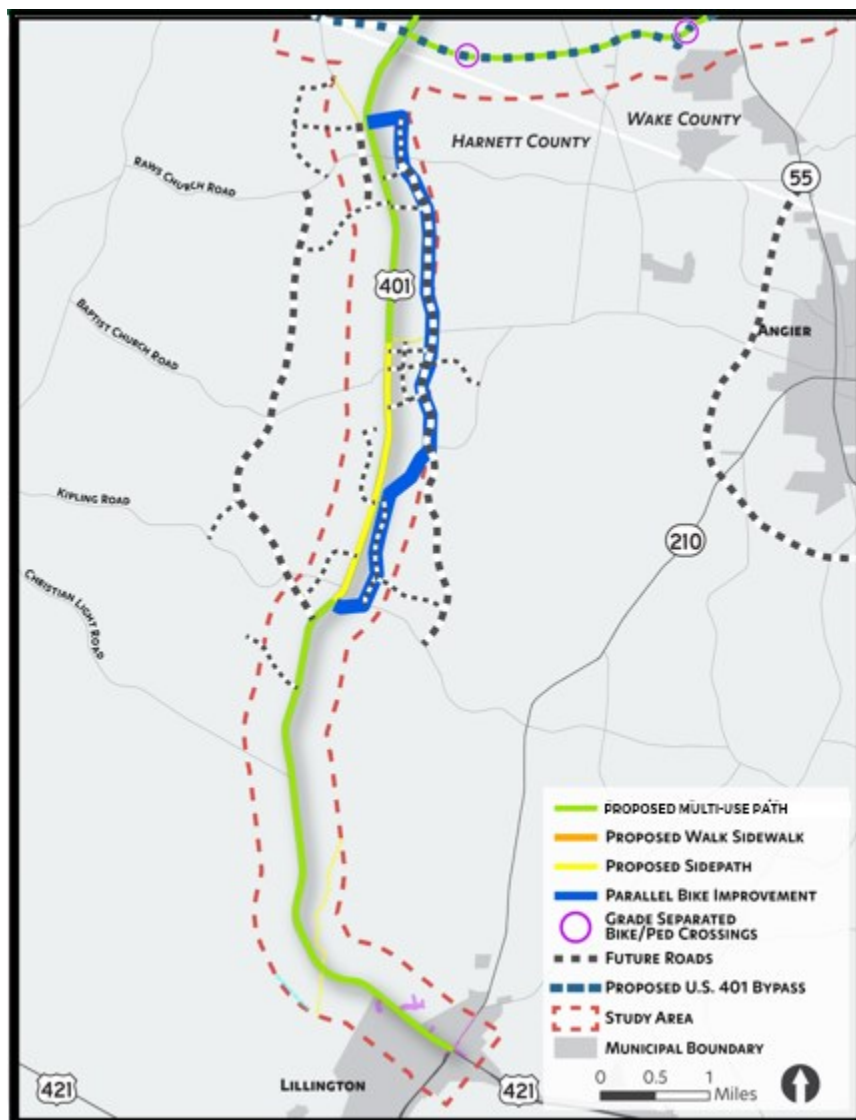 WAKE COUNTY
HARNETT COUNTY
RAWS CHURCH ROAD
55
401
BAPTIST CHURCH ROAD
ANGIER
KIPLING ROAD
210
CHRISTIAN LIGHT ROAD
PROPOSED MULTI-USE PATH
PROPOSED WALK SIDEWALK
PROPOSED SIDEPATH
PARALLEL BIKE IMPROVEMENT
GRADE SEPARATED
BIKE/PED CROSSINGS
FUTURE ROADS
PROPOSED U.S. 401 BYPASS
STUDY AREA
MUNICIPAL BOUNDARY
0 0.5 1
Miles
LILLINGTON
421
421